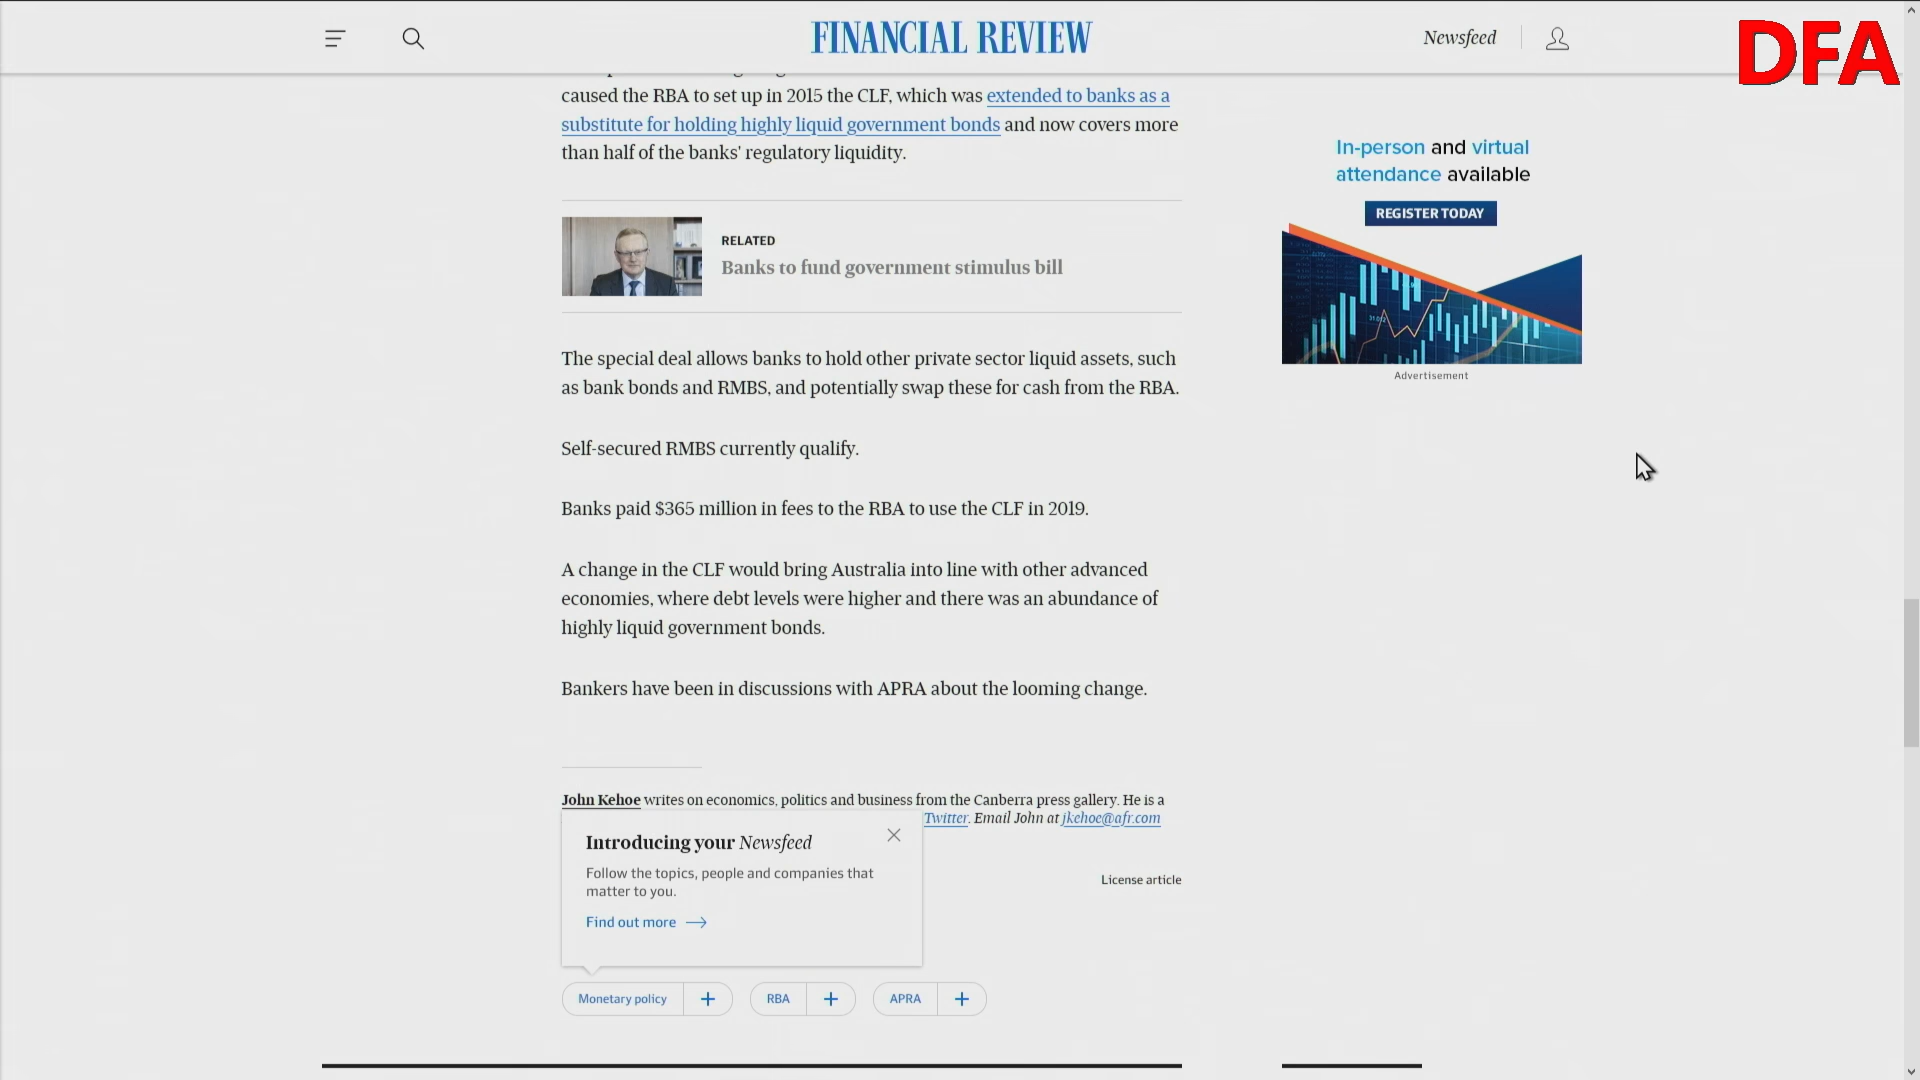 FINANCIAL REVIEW
Newsfeed
DFA
caused the RBA to set up in 2015 the CLF, which was extended to banks as a
substitute for holding highly liquid government bonds and now covers more
than half of the banks' regulatory liquidity.
In-person and virtual
attendance available
REGISTER TODAY
Advertisement
RELATED
Banks to fund government stimulus bill
The special deal allows banks to hold other private sector liquid assets, such
as bank bonds and RMBS, and potentially swap these for cash from the RBA.
Self-secured RMBS currently qualify.
Banks paid $365 million in fees to the RBA to use the CLF in 2019.
A change in the CLF would bring Australia into line with other advanced
economies, where debt levels were higher and there was an abundance of
highly liquid government bonds.
Bankers have been in discussions with APRA about the looming change.
John Kehoe writes on economics, politics and business from the Canberra press gallery. He is a
Twitter. Email John at jkehoe@afr.com
Introducing your Newsfeed
Follow the topics, people and companies that
matter to you.
Find out more →
License article
Monetary policy +
RBA +
APRA +